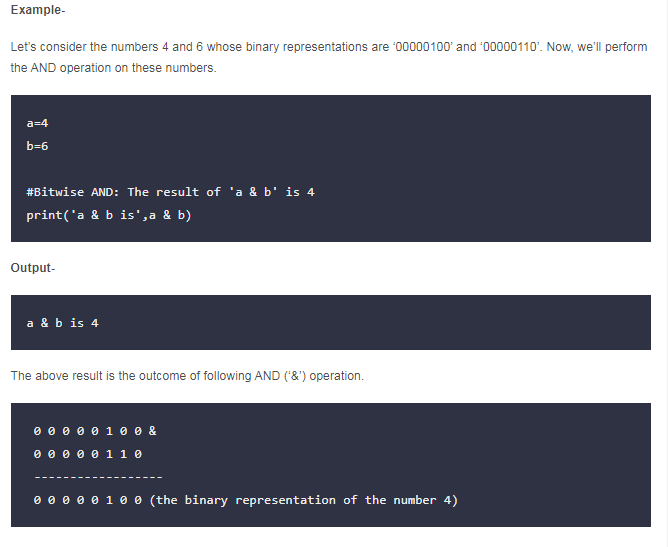 Example-
Let’s consider the numbers 4 and 6 whose binary representations are ‘00000100’ and ‘00000110’. Now, we’ll perform
the AND operation on these numbers.
a=4
b=6
#Bitwise AND: The result of 'a & b' is 4
print('a & b is',a & b)
Output-
a & b is 4
The above result is the outcome of following AND (‘&’) operation.
0 0 0 0 0 1 0 0 &
0 0 0 0 0 1 1 0
------------------
0 0 0 0 0 1 0 0 (the binary representation of the number 4)